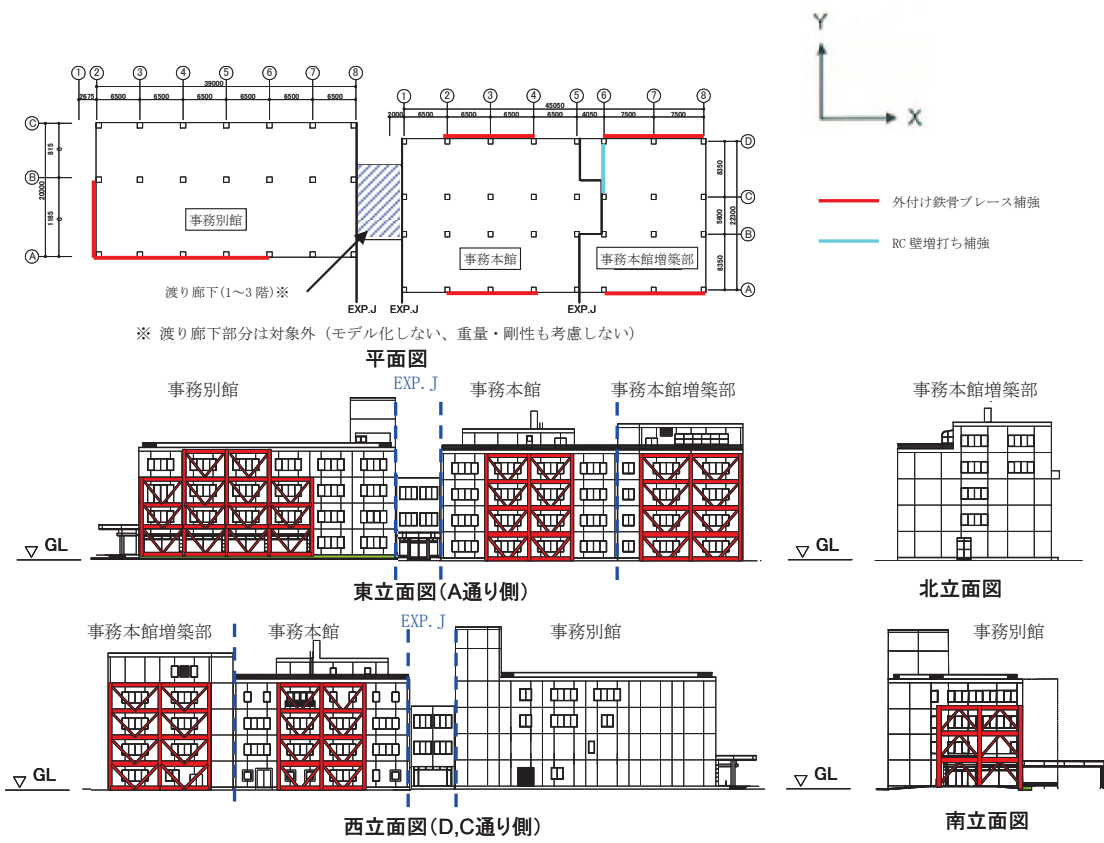 ① ② ③ ④ ⑤ ⑥ ⑦ ⑧
39000
2675 6500 6500 6500 6500 6500 6500
① ② ③ ④ ⑤ ⑥ ⑦ ⑧
45050
2000 6500 6500 6500 6500 4050 7500 7500
Ⓒ
Ⓑ
Ⓐ
815
0
20000
1185
0
事務別館
事務本館
事務本館増築部
Ⓓ
Ⓒ
Ⓑ
Ⓐ
8350
5600
22300
8350
渡り廊下(1～3 階)※
EXP.J
EXP.J
EXP.J
※ 渡り廊下部分は対象外（モデル化しない、重量・剛性も考慮しない）
平面図
Y
X
外付け鉄骨ブレース補強
RC 壁増打ち補強
事務別館
EXP.J
事務本館
事務本館増築部
▽ GL
東立面図(A通り側)
事務本館増築部
▽ GL
北立面図
事務本館増築部
事務本館
EXP.J
事務別館
▽ GL
西立面図(D,C通り側)
事務別館
▽ GL
南立面図